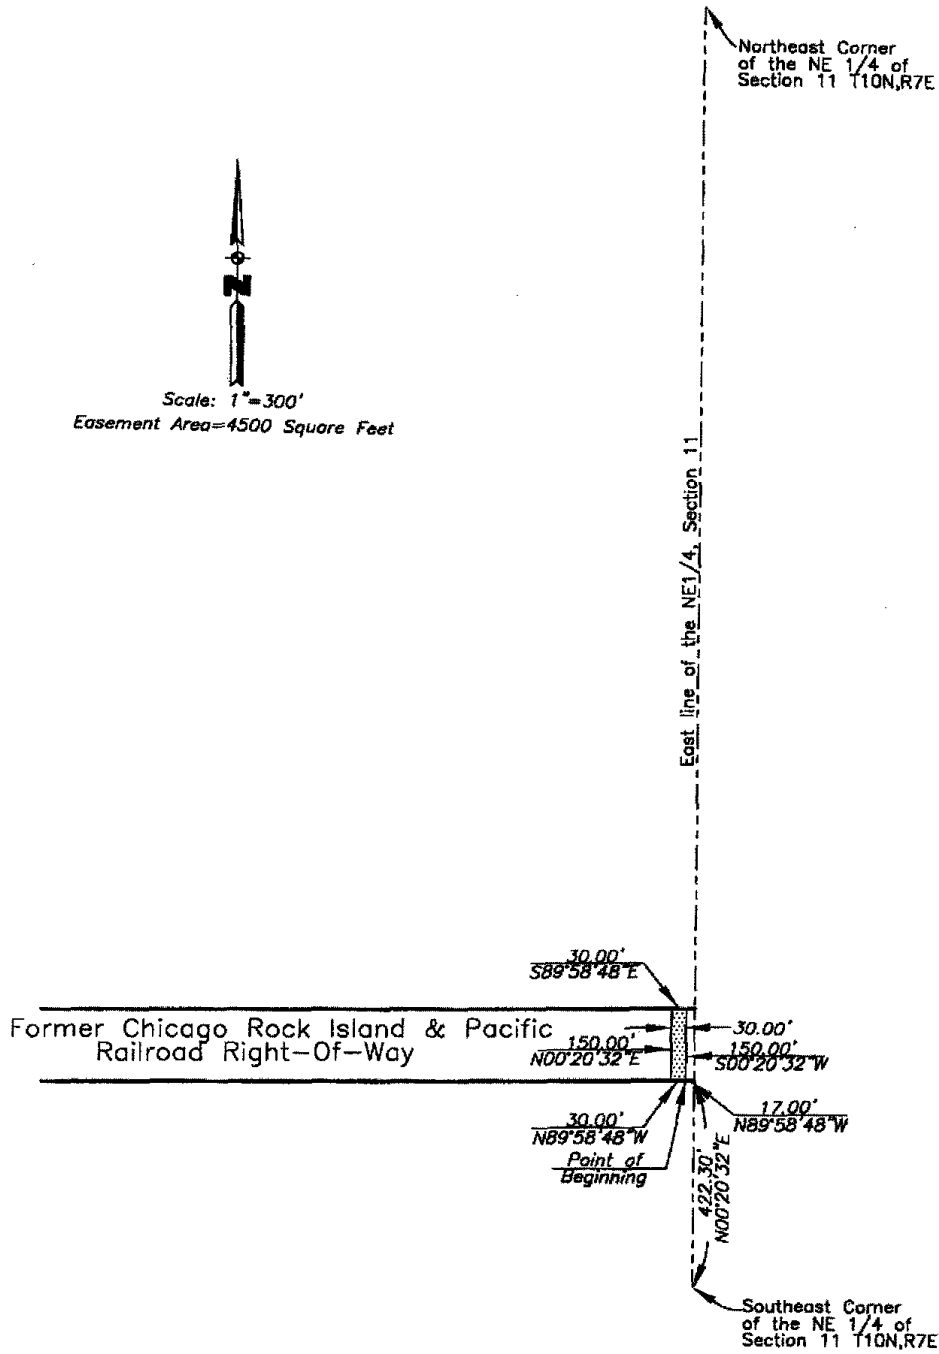 Northeast Corner
of the NE 1/4 of
Section 11 T10N,R7E
N
Scale: 1"=300'
Easement Area=4500 Square Feet
East line of the NE1/4, Section 11
30.00'
S89°58'48"E
Former Chicago Rock Island & Pacific
Railroad Right-Of-Way
30.00'
150.00'
N00°20'32"E
150.00'
S00°20'32"W
30.00'
N89°58'48"W
17.00'
N89°58'48"W
Point of
Beginning
422.30'
N00°20'32"E
Southeast Corner
of the NE 1/4 of
Section 11 T10N,R7E